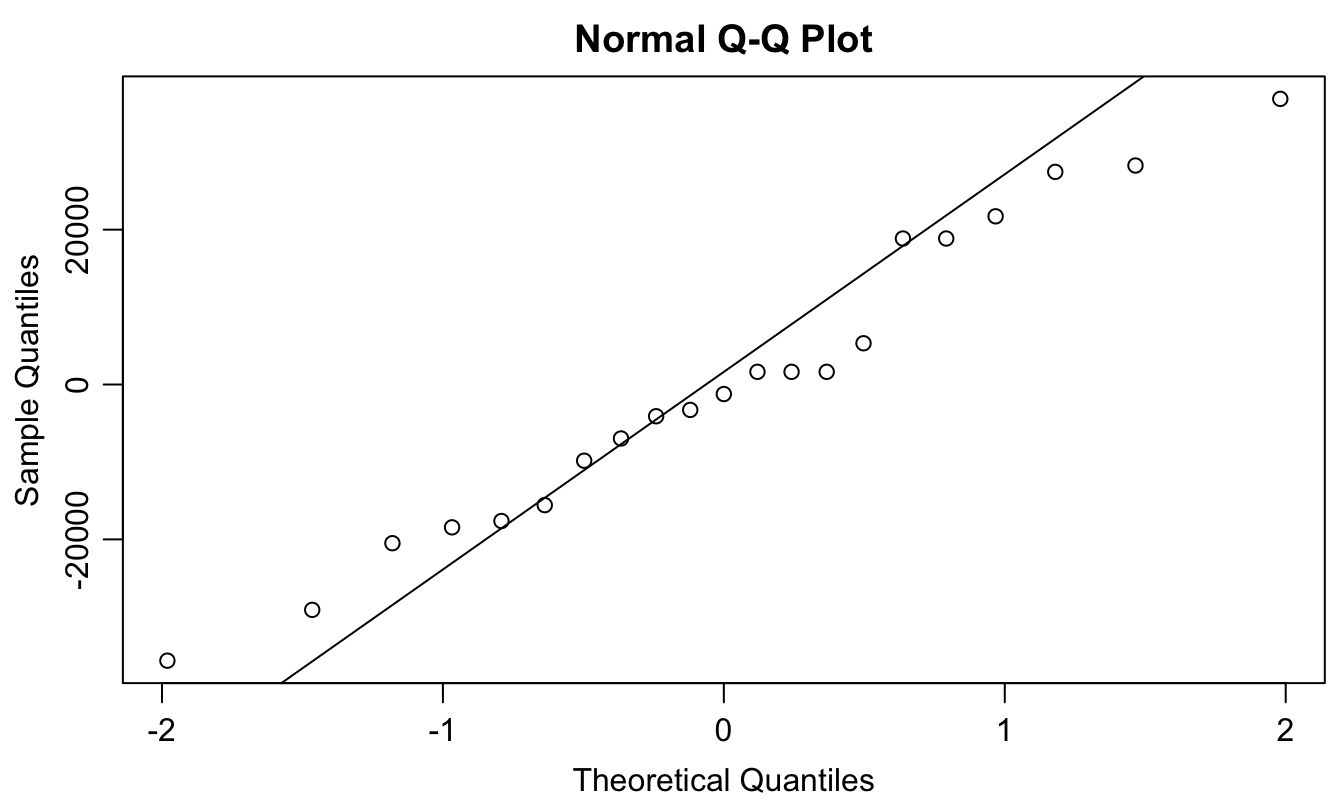 Normal Q-Q Plot
Sample Quantiles
20000
0
-20000
-2
-1
0
1
2
Theoretical Quantiles